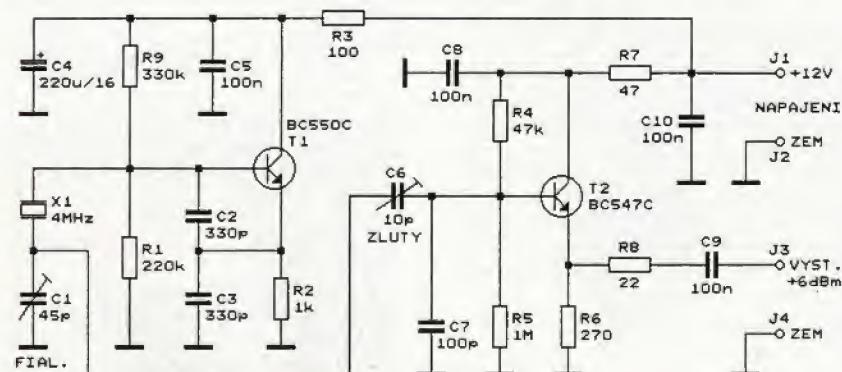 C4
220u/16
R9
330k
C5
100n
R3
100
C8
100n
R7
47
J1
+12V
NAPAJENI
R4
47k
C10
100n
ZEM
J2
BC550C
T1
X1
4MHz
C2
330p
C6
10p
ZLUTY
T2
BC547C
R1
220k
R8
22
C9
100n
J3
VYST.
+6dBm
C1
45p
C3
330p
R2
1k
C7
100p
R5
1M
R6
270
J4
ZEM
FIAL.